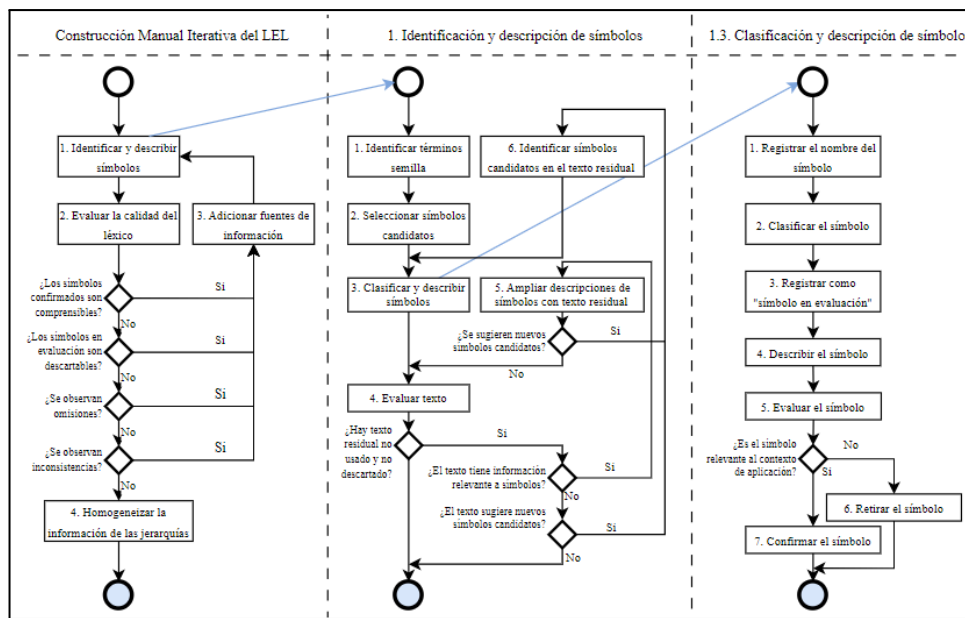 Construcción Manual Iterativa del LEL
1. Identificar y describir
símbolos
2. Evaluar la calidad del
léxico
3. Adicionar fuentes de
información
¿Los símbolos
confirmados son
comprensibles?
Si
No
¿Los símbolos en
evaluación son
descartables?
Si
No
¿Se observan
omisiones?
Si
No
¿Se observan
inconsistencias?
Si
No
4. Homogeneizar la
información de las jerarquías
1. Identificación y descripción de símbolos
1. Identificar términos
semilla
6. Identificar símbolos
candidatos en el texto residual
2. Seleccionar símbolos
candidatos
3. Clasificar y describir
símbolos
5. Ampliar descripciones de
símbolos con texto residual
¿Se sugieren nuevos
símbolos candidatos?
Si
No
4. Evaluar texto
¿Hay texto
residual no
usado y no
descartado?
Si
¿El texto tiene información
relevante a símbolos?
Si
No
¿El texto sugiere nuevos
símbolos candidatos?
Si
No
1.3. Clasificación y descripción de símbolo
1. Registrar el nombre del
símbolo
2. Clasificar el símbolo
3. Registrar como
"símbolo en evaluación"
4. Describir el símbolo
5. Evaluar el símbolo
¿Es el símbolo
relevante al contexto
de aplicación?
No
Si
6. Retirar el símbolo
7. Confirmar el símbolo